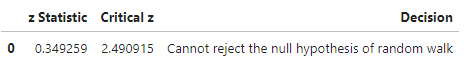 z Statistic Critical z Decision
0 0.349259 2.490915 Cannot reject the null hypothesis of random walk